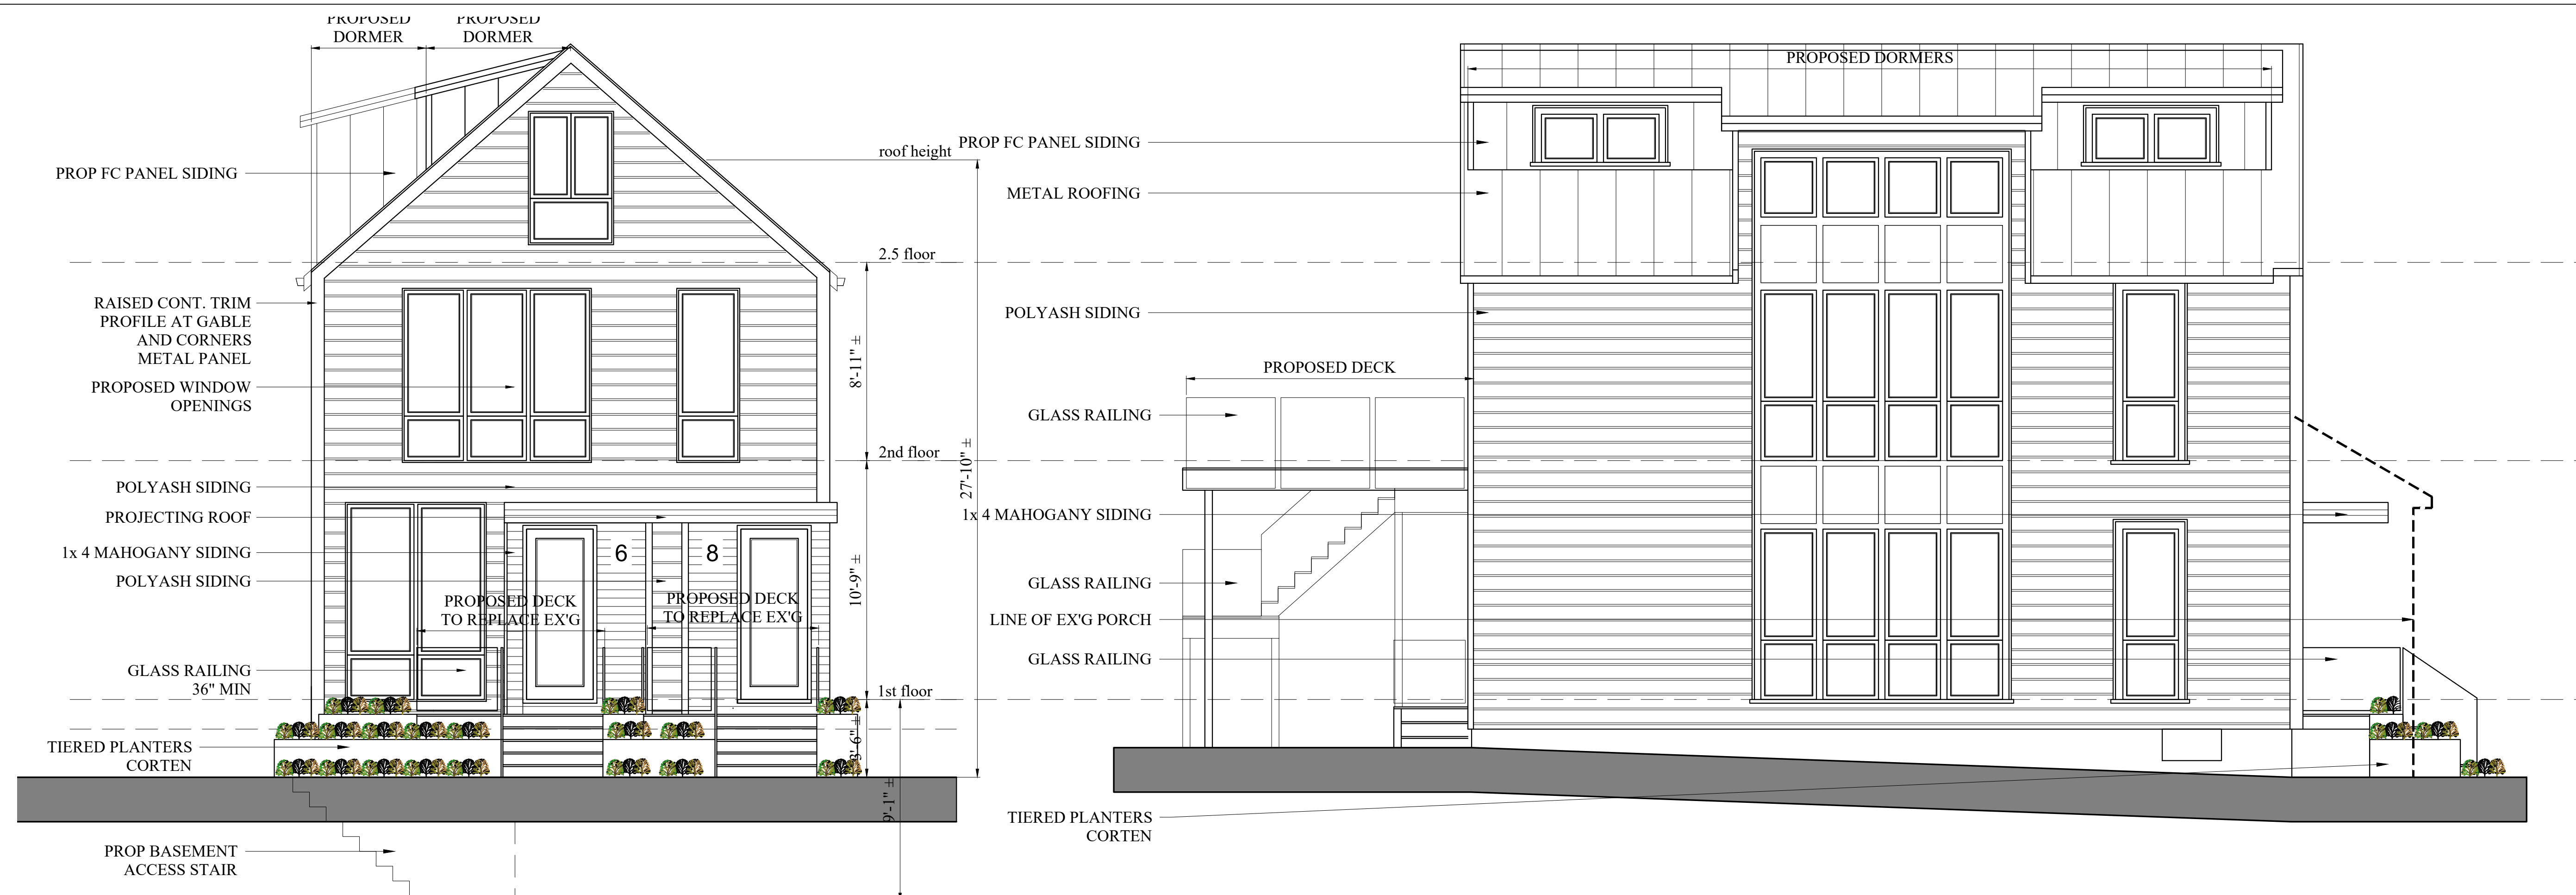 PROPOSED
DORMER
PROPOSED
DORMER
PROP FC PANEL SIDING
RAISED CONT. TRIM
PROFILE AT GABLE
AND CORNERS
METAL PANEL
PROPOSED WINDOW
OPENINGS
POLYASH SIDING
PROJECTING ROOF
1x 4 MAHOGANY SIDING
POLYASH SIDING
GLASS RAILING
36" MIN
TIERED PLANTERS
CORTEN
PROP BASEMENT
ACCESS STAIR
6
8
PROPOSED DECK
TO REPLACE EX'G
PROPOSED DECK
TO REPLACE EX'G
roof height
2.5 floor
8'-11" ±
2nd floor
27'-10" ±
10'-9" ±
1st floor
3'-6" ±
9'-1" ±
PROPOSED DORMERS
PROP FC PANEL SIDING
METAL ROOFING
POLYASH SIDING
PROPOSED DECK
GLASS RAILING
1x 4 MAHOGANY SIDING
GLASS RAILING
LINE OF EX'G PORCH
GLASS RAILING
TIERED PLANTERS
CORTEN